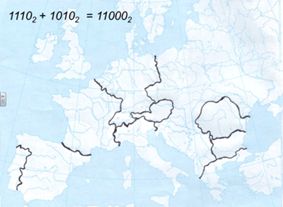 1110₂ + 1010₂ = 11000₂